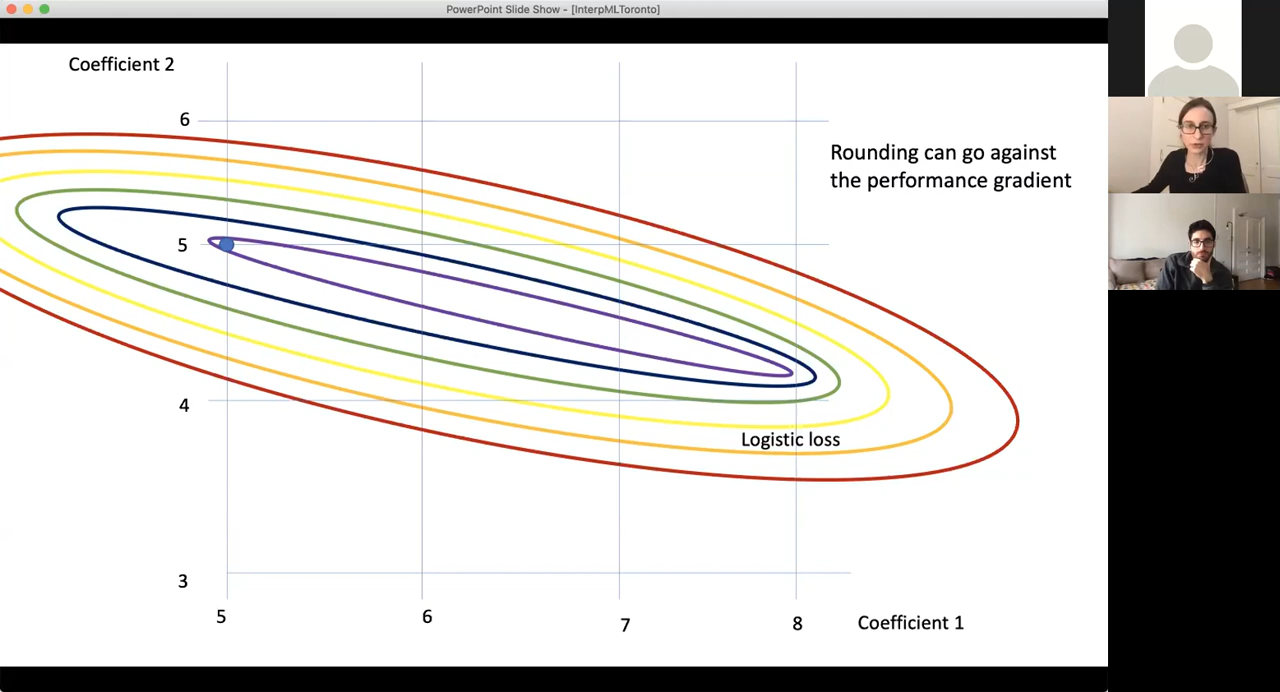 PowerPoint Slide Show - [InterpMLToronto]
Coefficient 2
6
Rounding can go against
the performance gradient
5
4
Logistic loss
3
5
6
7
8
Coefficient 1